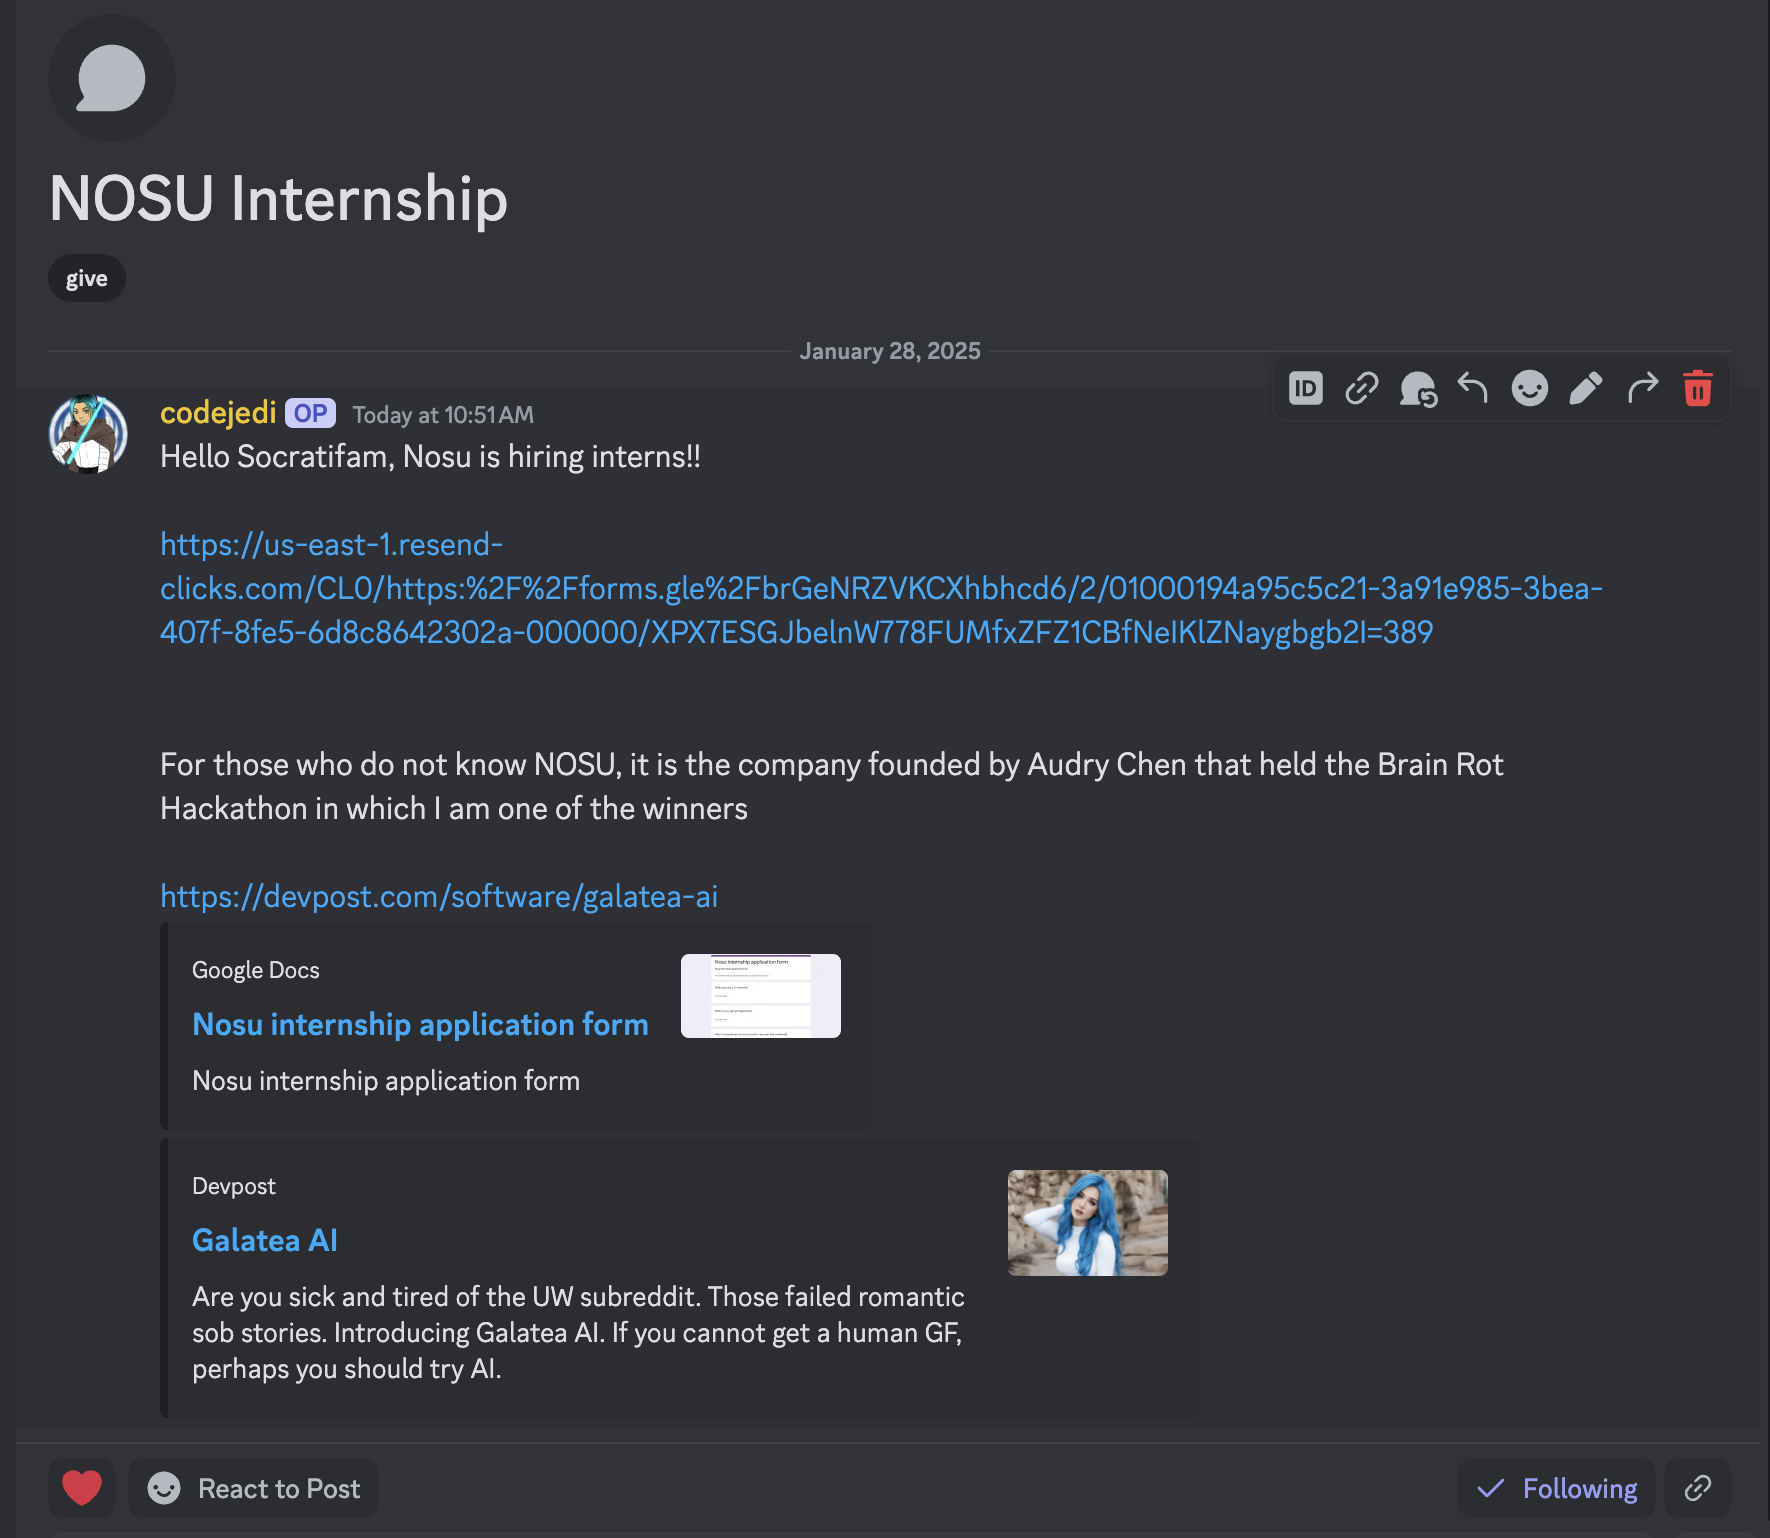 NOSU Internship
give
January 28, 2025
ID
codejedi OP Today at 10:51 AM
Hello Socratifam, Nosu is hiring interns!!
https://us-east-1.resend-
clicks.com/CL0/https:%2F%2Fforms.gle%2FbrGeNRZVKCXhbhcd6/2/01000194a95c5c21-3a91e985-3bea-
407f-8fe5-6d8c8642302a-000000/XPX7ESGJbelnW778FUMfxZFZ1CBfNeIKlZNaygbgb2I=389
For those who do not know NOSU, it is the company founded by Audry Chen that held the Brain Rot
Hackathon in which I am one of the winners
https://devpost.com/software/galatea-ai
Google Docs
Nosu internship application form
Nosu internship application form
Nosu internship application form
Devpost
Galatea AI
Are you sick and tired of the UW subreddit. Those failed romantic
sob stories. Introducing Galatea AI. If you cannot get a human GF,
perhaps you should try AI.
React to Post
Following